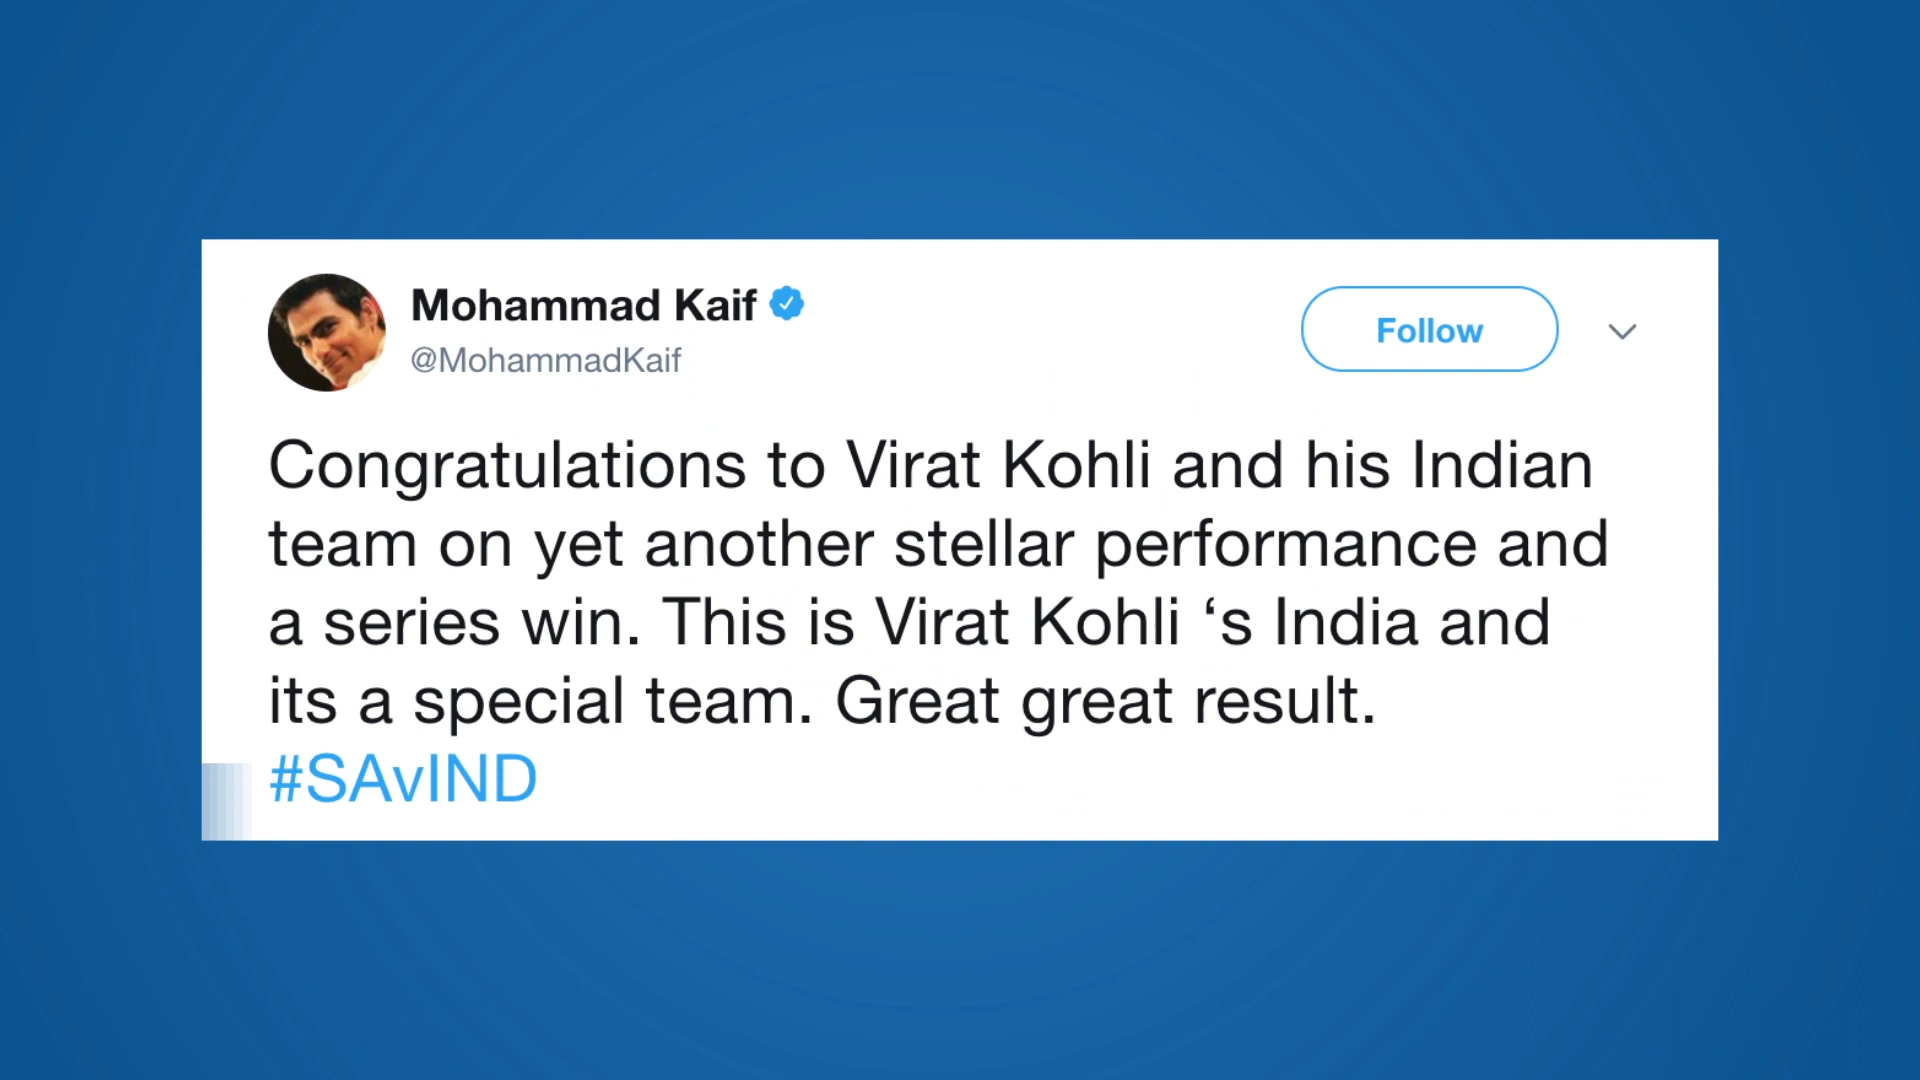 Mohammad Kaif
@MohammadKaif
Follow
Congratulations to Virat Kohli and his Indian
team on yet another stellar performance and
a series win. This is Virat Kohli ‘s India and
its a special team. Great great result.
#SAvIND